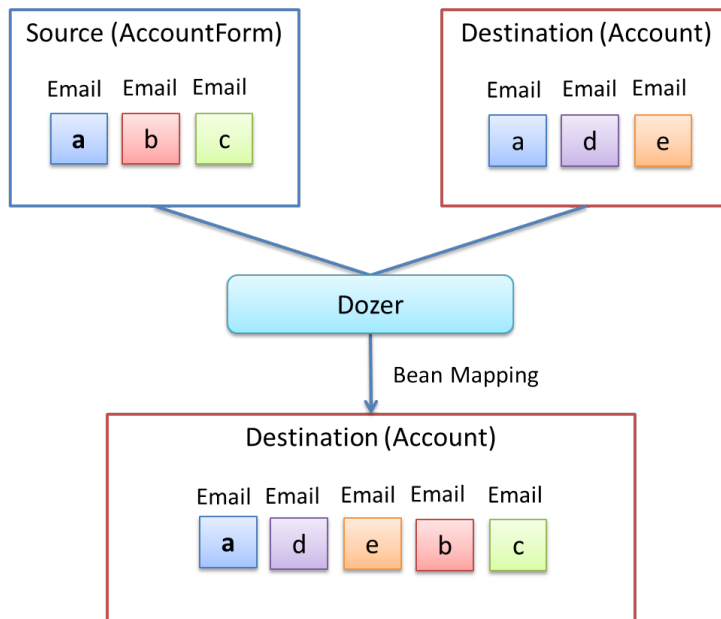 Source (AccountForm)
Email Email Email
a b c
Destination (Account)
Email Email Email
a d e
Dozer
Bean Mapping
Destination (Account)
Email Email Email Email Email
a d e b c